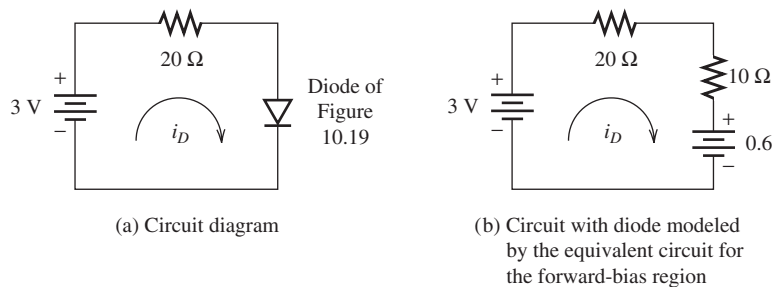 20 Ω
+
3 V
−
i_D
Diode of
Figure
10.19
(a) Circuit diagram
20 Ω
10 Ω
+
3 V
−
i_D
+
0.6
−
(b) Circuit with diode modeled
by the equivalent circuit for
the forward-bias region